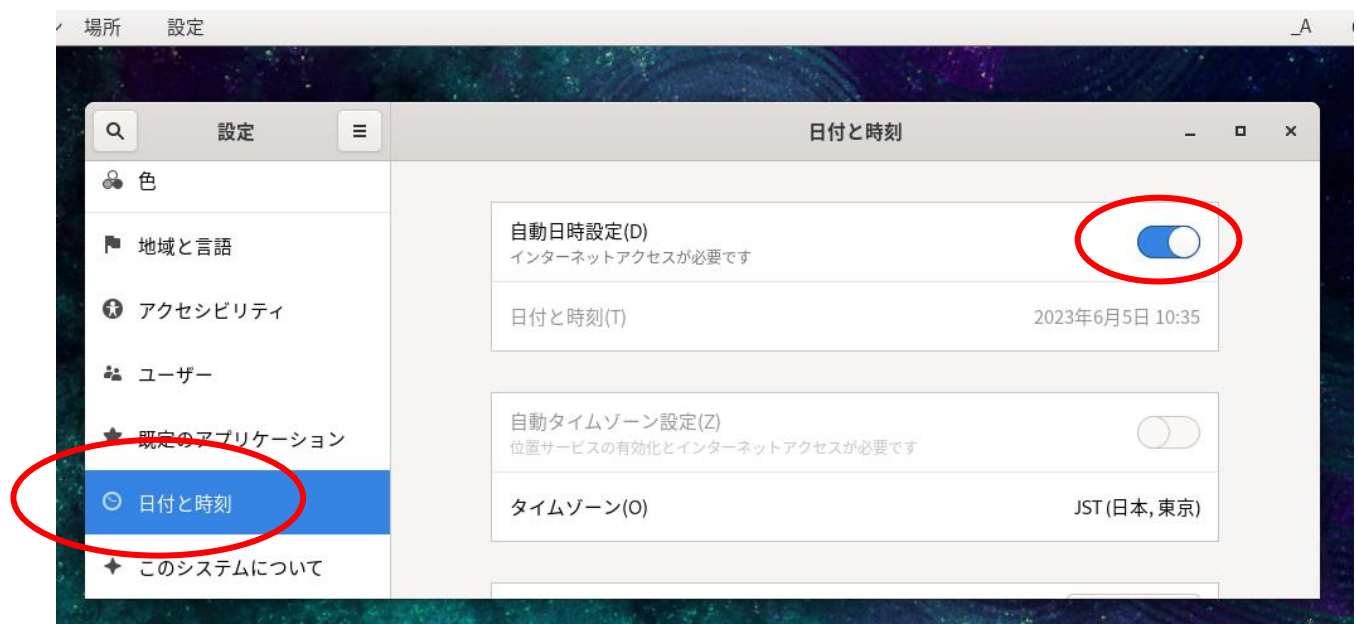 場所 設定
_A
設定
日付と時刻
色
地域と言語
アクセシビリティ
ユーザー
既定のアプリケーション
日付と時刻
このシステムについて
自動日時設定(D)
インターネットアクセスが必要です
日付と時刻(T) 2023年6月5日 10:35
自動タイムゾーン設定(Z)
位置サービスの有効化とインターネットアクセスが必要です
タイムゾーン(O) JST (日本, 東京)